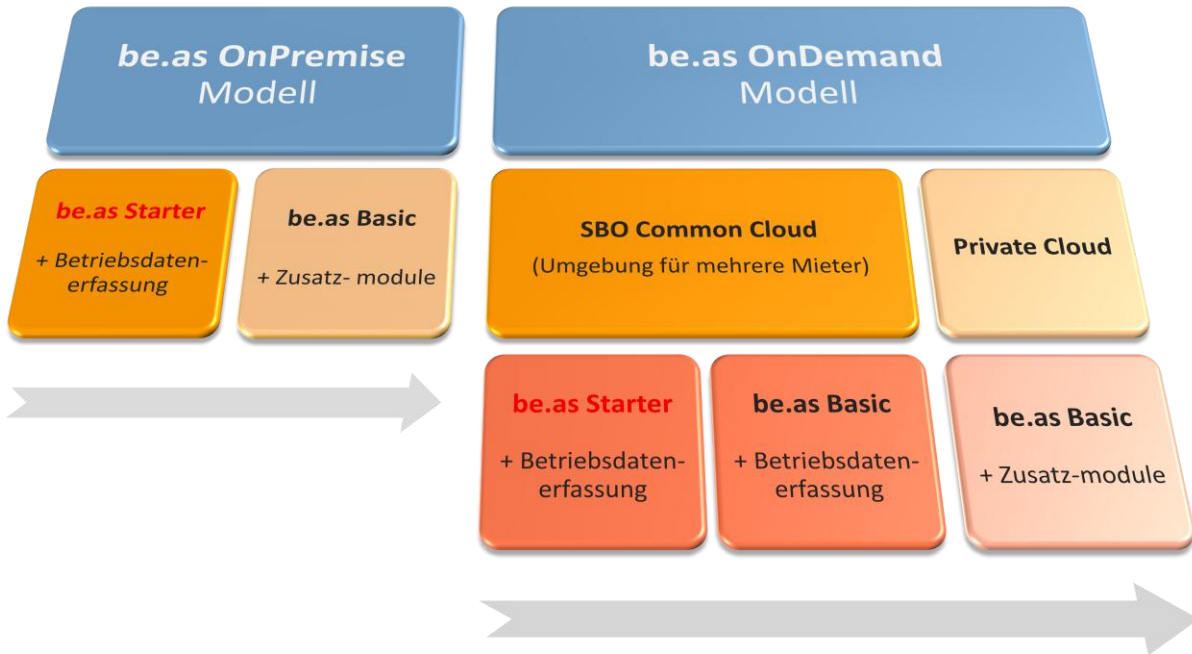 be.as OnPremise
Modell
be.as OnDemand
Modell
be.as Starter
+ Betriebsdaten-
erfassung
be.as Basic
+ Zusatz- module
SBO Common Cloud
(Umgebung für mehrere Mieter)
Private Cloud
be.as Starter
+ Betriebsdaten-
erfassung
be.as Basic
+ Betriebsdaten-
erfassung
be.as Basic
+ Zusatz-module